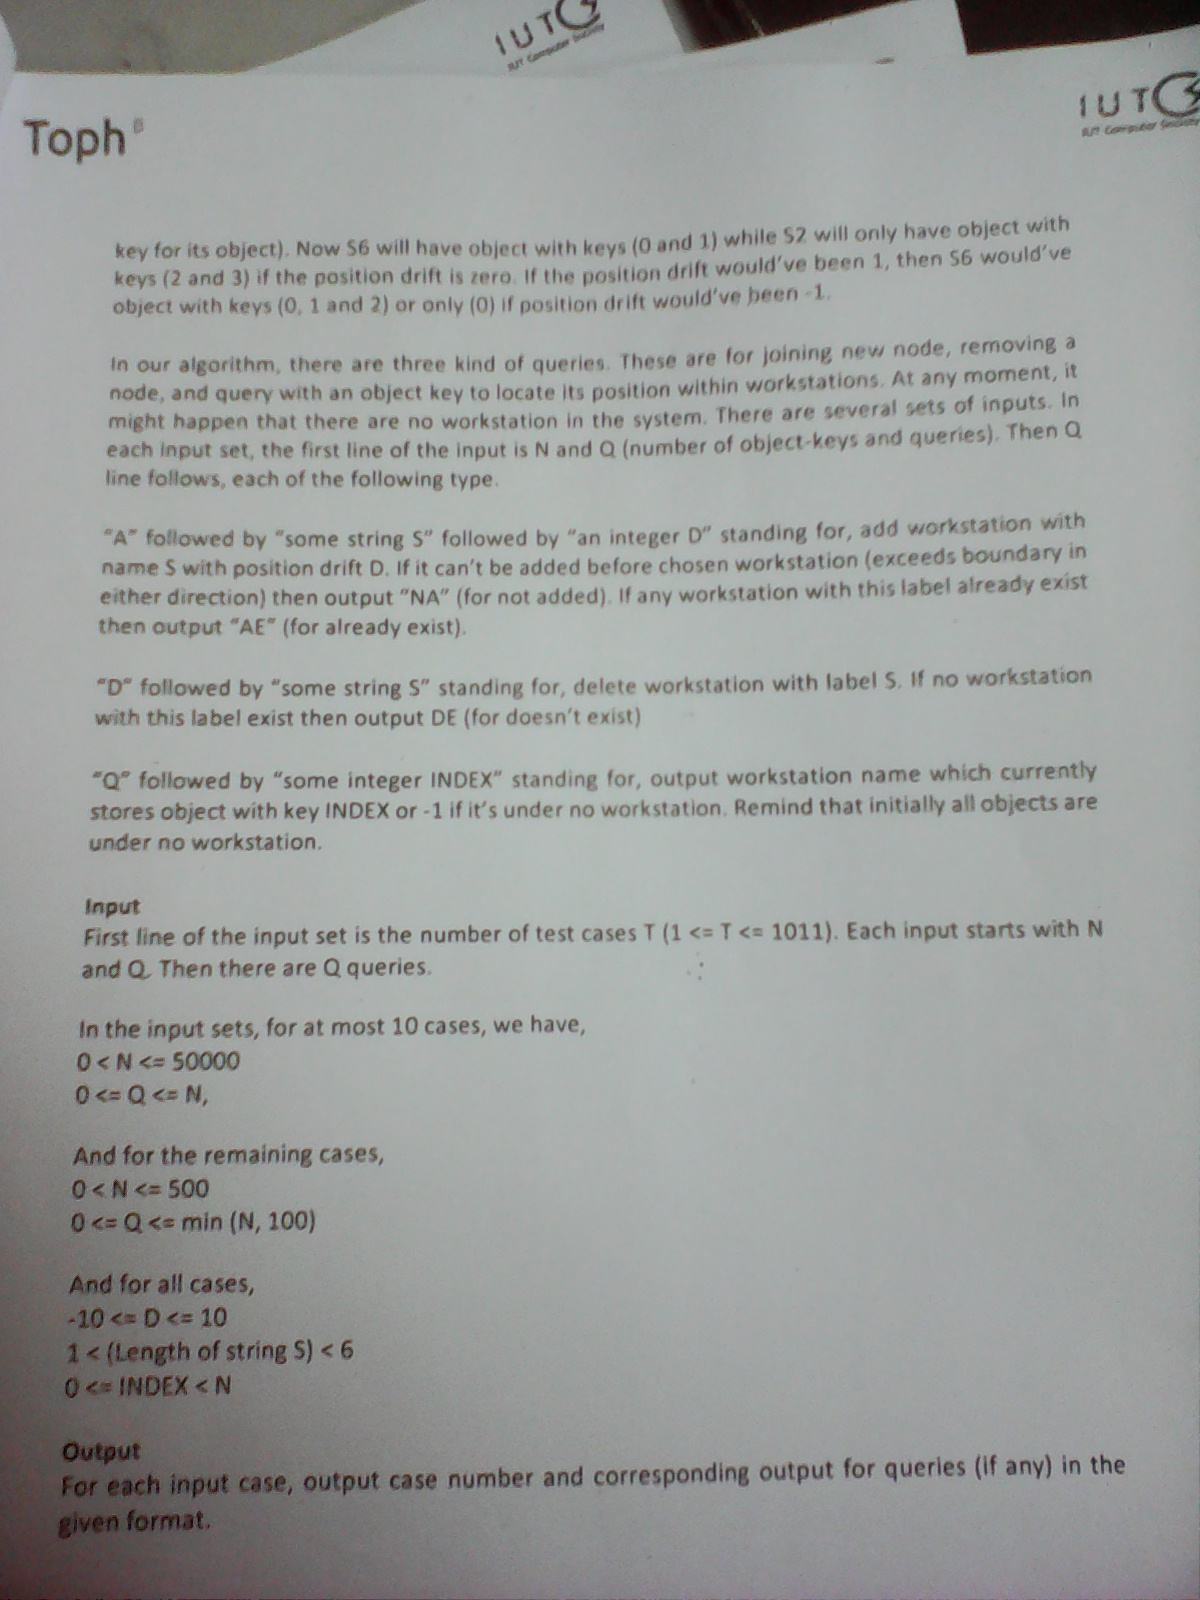 IUT
IUT Computer Society
IUT
IUT Computer Society
Toph
key for its object). Now S6 will have object with keys (0 and 1) while S2 will only have object with
keys (2 and 3) if the position drift is zero. If the position drift would've been 1, then S6 would've
object with keys (0, 1 and 2) or only (0) if position drift would've been -1.
In our algorithm, there are three kind of queries. These are for joining new node, removing a
node, and query with an object key to locate its position within workstations. At any moment, it
might happen that there are no workstation in the system. There are several sets of inputs. In
each input set, the first line of the input is N and Q (number of object-keys and queries). Then Q
line follows, each of the following type.
"A" followed by "some string S" followed by "an integer D" standing for, add workstation with
name S with position drift D. If it can't be added before chosen workstation (exceeds boundary in
either direction) then output "NA" (for not added). If any workstation with this label already exist
then output "AE" (for already exist).
"D" followed by "some string S" standing for, delete workstation with label S. If no workstation
with this label exist then output DE (for doesn't exist)
"Q" followed by "some integer INDEX" standing for, output workstation name which currently
stores object with key INDEX or -1 if it's under no workstation. Remind that initially all objects are
under no workstation.
Input
First line of the input set is the number of test cases T (1 <= T <= 1011). Each input starts with N
and Q. Then there are Q queries.
In the input sets, for at most 10 cases, we have,
0 < N <= 50000
0 <= Q <= N,
And for the remaining cases,
0 < N <= 500
0 <= Q <= min (N, 100)
And for all cases,
-10 <= D <= 10
1 < (Length of string S) < 6
0 <= INDEX < N
Output
For each input case, output case number and corresponding output for queries (if any) in the
given format.